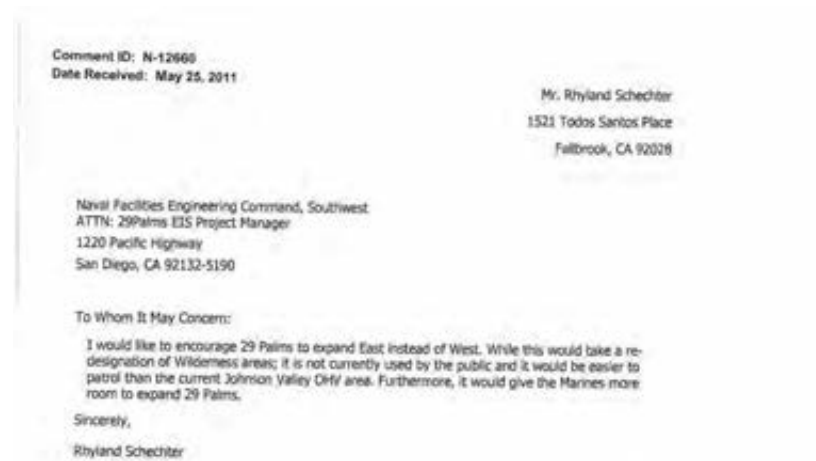 Comment ID: N-12660
Date Received: May 25, 2011
Mr. Rhyland Schechter
1521 Todos Santos Place
Fallbrook, CA 92028
Naval Facilities Engineering Command, Southwest
ATTN: 29Palms EIS Project Manager
1220 Pacific Highway
San Diego, CA 92132-5190
To Whom It May Concern:
I would like to encourage 29 Palms to expand East instead of West. While this would take a re-
designation of Wilderness areas; it is not currently used by the public and it would be easier to
patrol than the current Johnson Valley OHV area. Furthermore, it would give the Marines more
room to expand 29 Palms.
Sincerely,
Rhyland Schechter